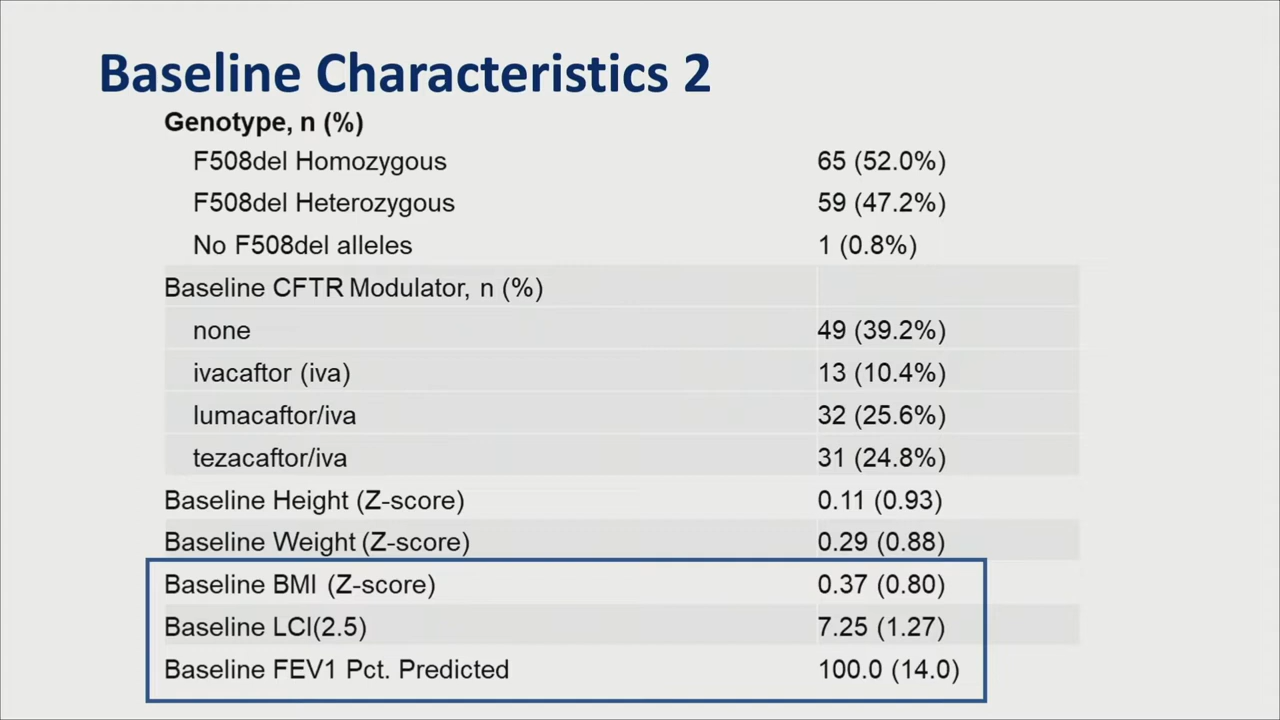 Baseline Characteristics 2
Genotype, n (%)
F508del Homozygous 65 (52.0%)
F508del Heterozygous 59 (47.2%)
No F508del alleles 1 (0.8%)
Baseline CFTR Modulator, n (%)
none 49 (39.2%)
ivacaftor (iva) 13 (10.4%)
lumacaftor/iva 32 (25.6%)
tezacaftor/iva 31 (24.8%)
Baseline Height (Z-score) 0.11 (0.93)
Baseline Weight (Z-score) 0.29 (0.88)
Baseline BMI (Z-score) 0.37 (0.80)
Baseline LCI(2.5) 7.25 (1.27)
Baseline FEV1 Pct. Predicted 100.0 (14.0)